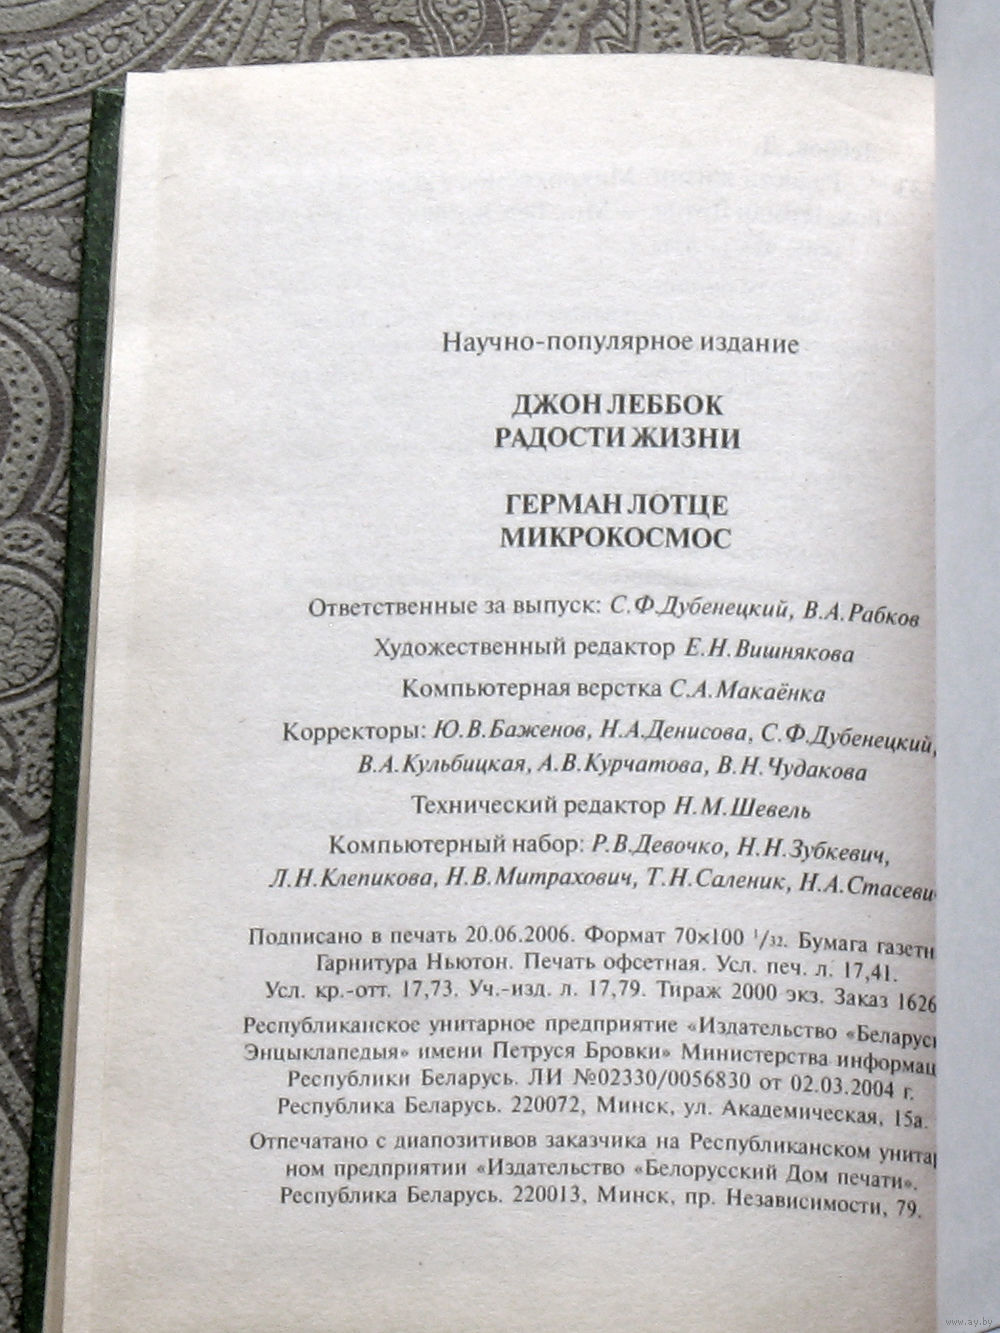 Научно-популярное издание
ДЖОН ЛЕББОК
РАДОСТИ ЖИЗНИ
ГЕРМАН ЛОТЦЕ
МИКРОКОСМОС
Ответственные за выпуск: С.Ф.Дубенецкий, В.А.Рабков
Художественный редактор Е.Н.Вишнякова
Компьютерная верстка С.А.Макаёнка
Корректоры: Ю.В.Баженов, Н.А.Денисова, С.Ф.Дубенецкий,
В.А.Кульбицкая, А.В.Курчатова, В.Н.Чудакова
Технический редактор Н.М.Шевель
Компьютерный набор: Р.В.Девочко, Н.Н.Зубкевич,
Л.Н.Клепикова, Н.В.Митрахович, Т.Н.Саленик, Н.А.Стасеви
Подписано в печать 20.06.2006. Формат 70×100 1/32. Бумага газетн
Гарнитура Ньютон. Печать офсетная. Усл. печ. л. 17,41.
Усл. кр.-отт. 17,73. Уч.-изд. л. 17,79. Тираж 2000 экз. Заказ 1626
Республиканское унитарное предприятие «Издательство «Беларус
Энцыклапедыя» имени Петруся Бровки» Министерства информац
Республики Беларусь. ЛИ №02330/0056830 от 02.03.2004 г.
Республика Беларусь. 220072, Минск, ул. Академическая, 15а.
Отпечатано с диапозитивов заказчика на Республиканском унитар
ном предприятии «Издательство «Белорусский Дом печати».
Республика Беларусь. 220013, Минск, пр. Независимости, 79.
www.ay.by